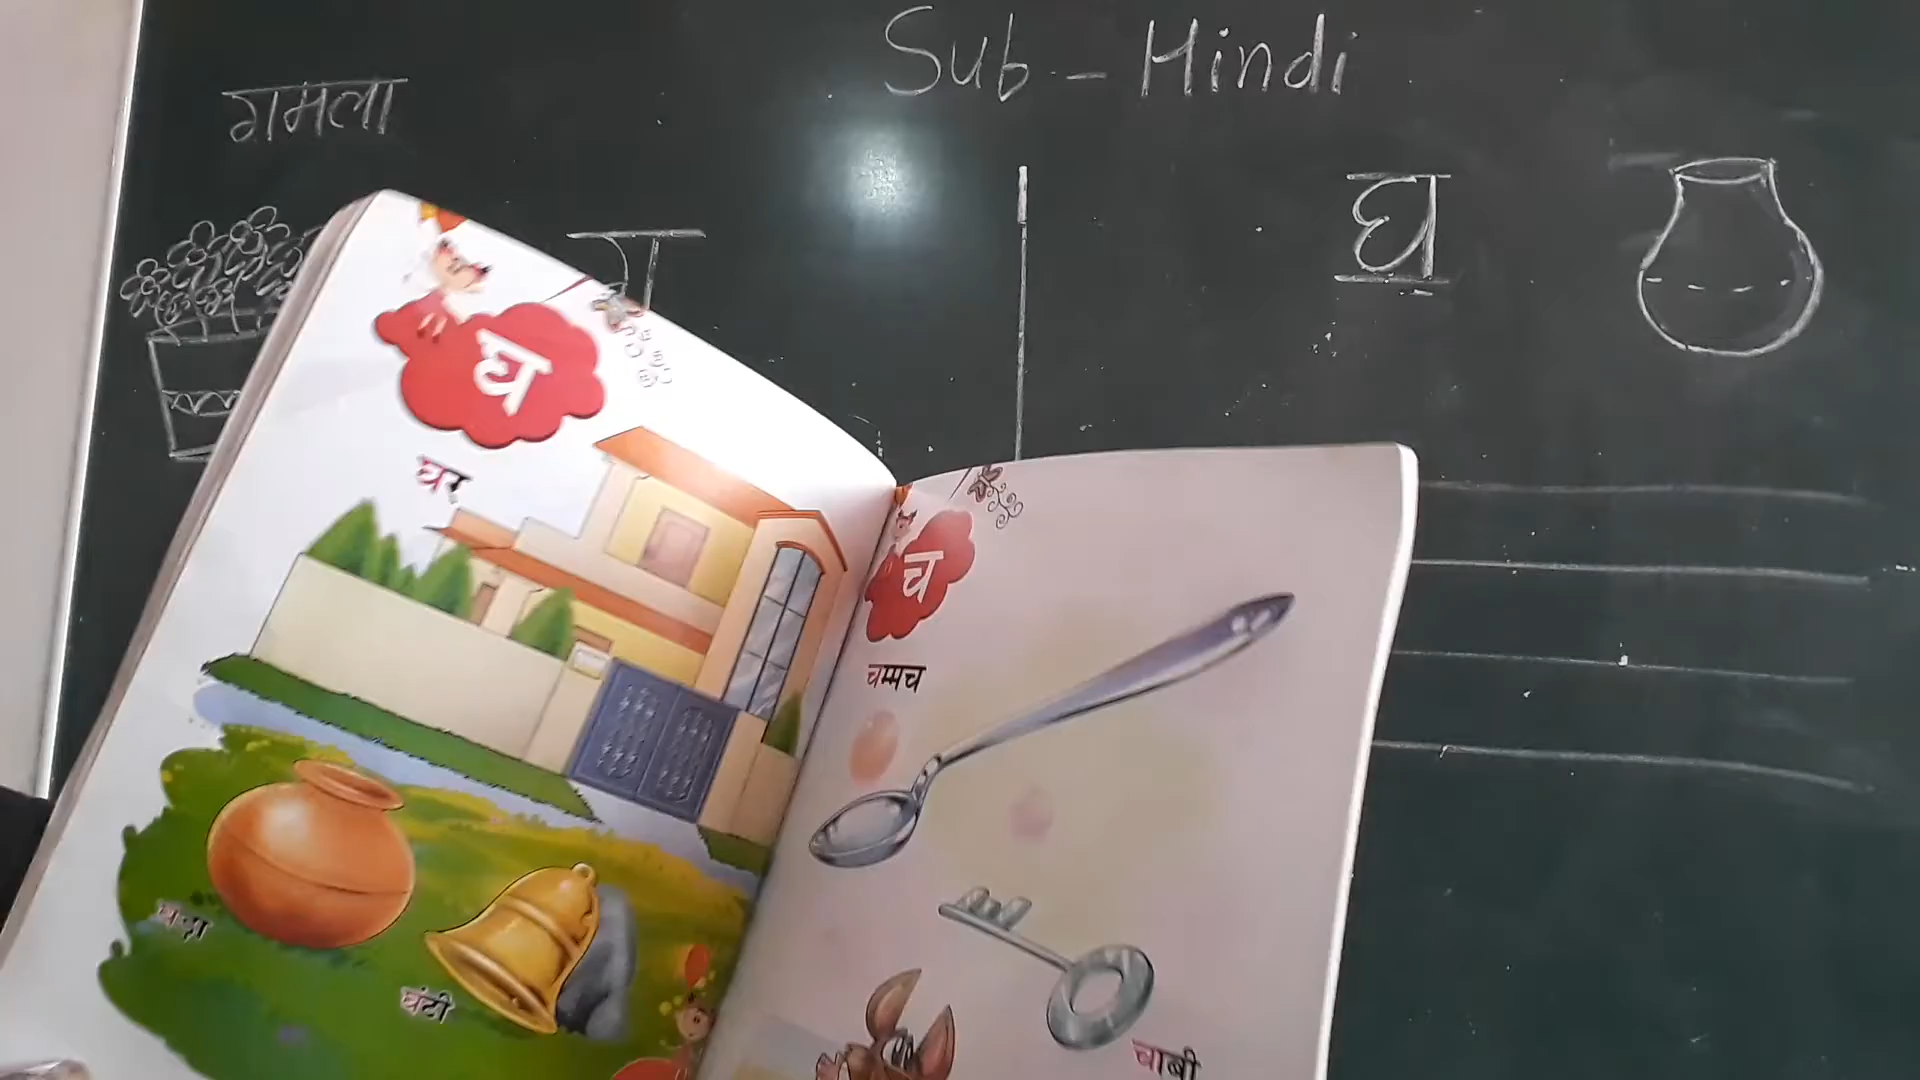 Sub - Hindi
गमला
ग
घ
घ
घर
घड़ा
घंटी
च
चम्मच
चाबी